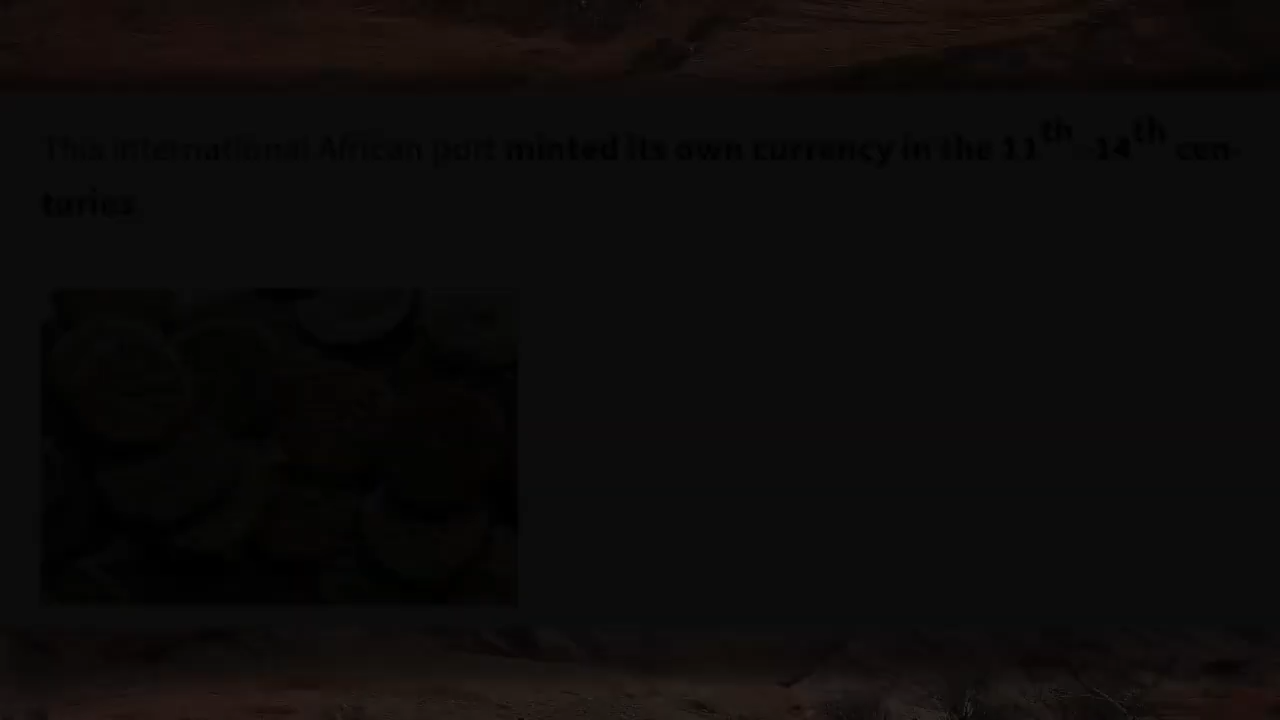 This international African port minted its own currency in the 11th -14th cen-
turies